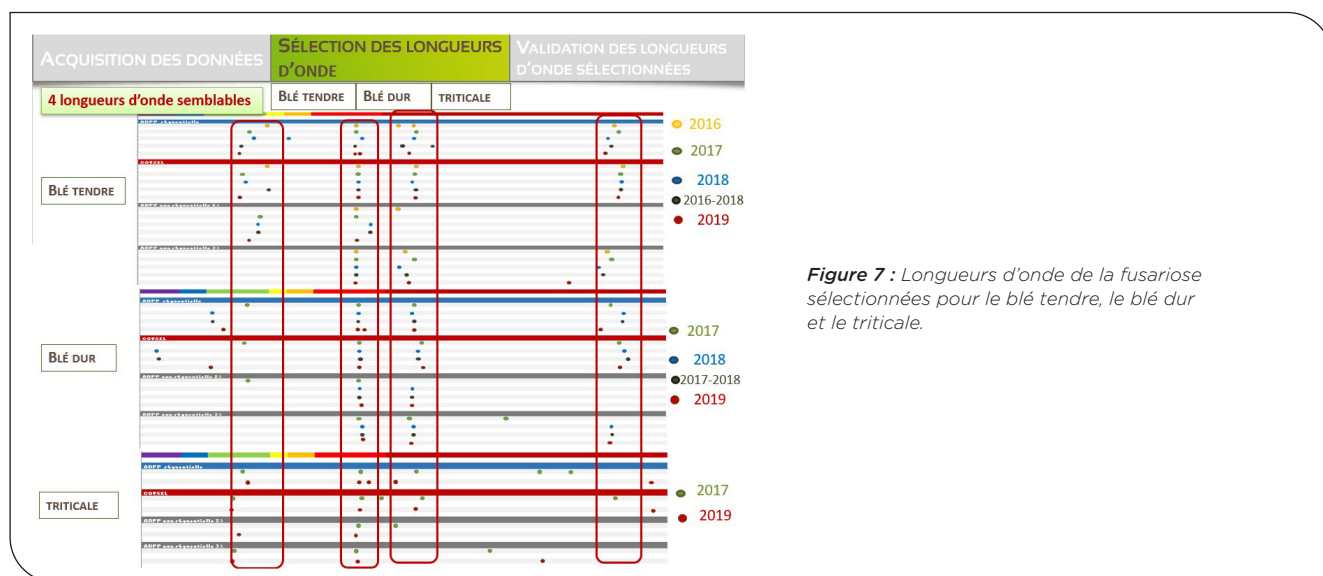 ACQUISITION DES DONNÉES
SÉLECTION DES LONGUEURS
D'ONDE
VALIDATION DES LONGUEURS
D'ONDE SÉLECTIONNÉES
4 longueurs d'onde semblables
BLÉ TENDRE
BLÉ DUR
TRITICALE
2016
2017
BLÉ TENDRE
2018
2016-2018
2019
2017
BLÉ DUR
2018
2017-2018
2019
TRITICALE
2017
2019
Figure 7 : Longueurs d'onde de la fusariose
sélectionnées pour le blé tendre, le blé dur
et le triticale.